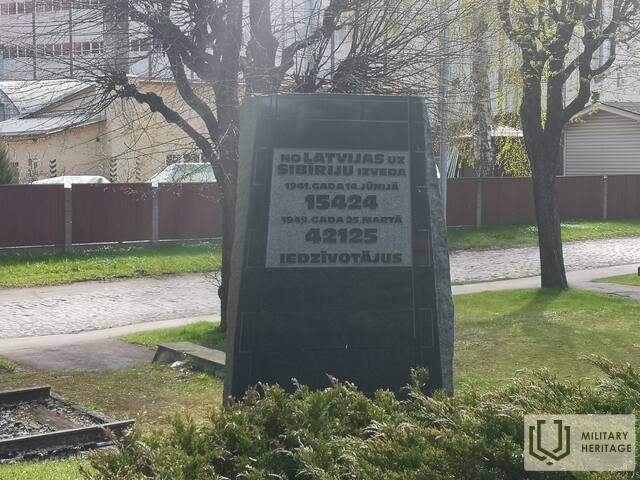 NO LATVIJAS UZ
SIBĪRIJU IZVEDA
1941. GADA 14. JŪNIJĀ
15424
1949. GADA 25. MARTĀ
42125
IEDZĪVOTĀJUS
MILITARY
HERITAGE